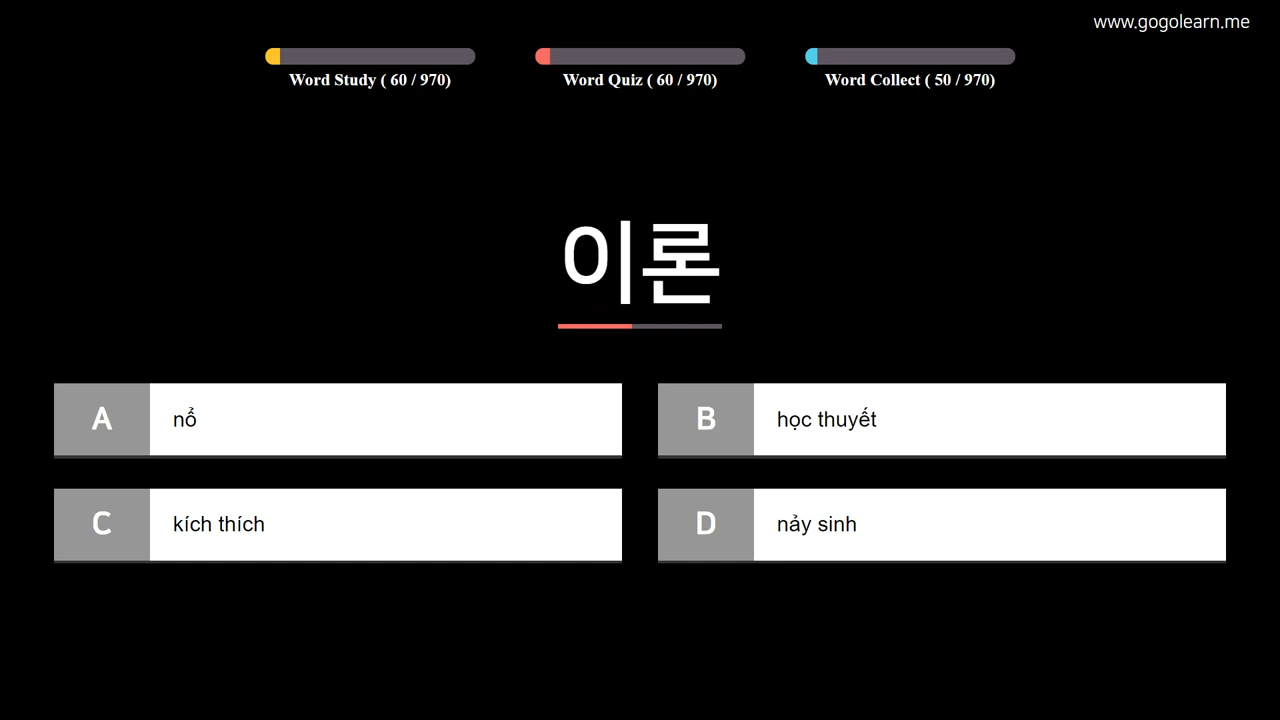 www.gogolearn.me
Word Study ( 60 / 970)
Word Quiz ( 60 / 970)
Word Collect ( 50 / 970)
이론
A
nổ
B
học thuyết
C
kích thích
D
nảy sinh